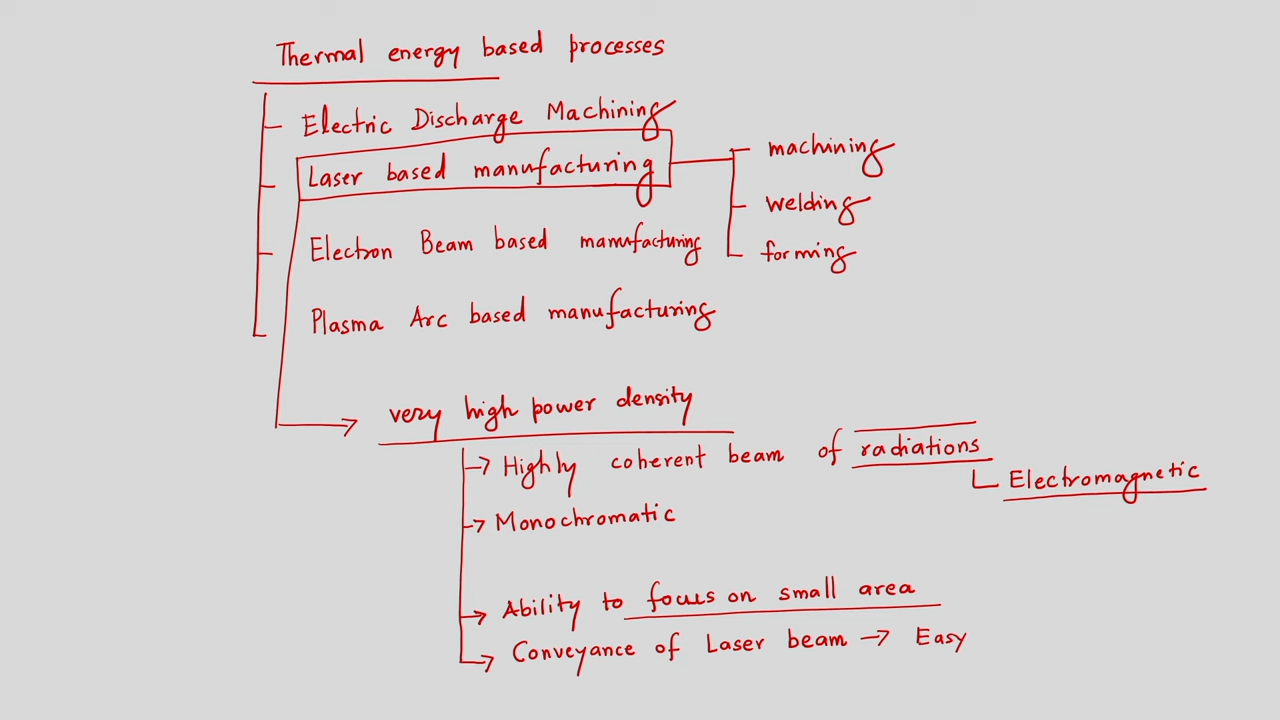 Thermal energy based processes
Electric Discharge Machining
Laser based manufacturing
machining
welding
forming
Electron Beam based manufacturing
Plasma Arc based manufacturing
very high power density
Highly coherent beam of radiations
Electromagnetic
Monochromatic
Ability to focus on small area
Conveyance of Laser beam → Easy